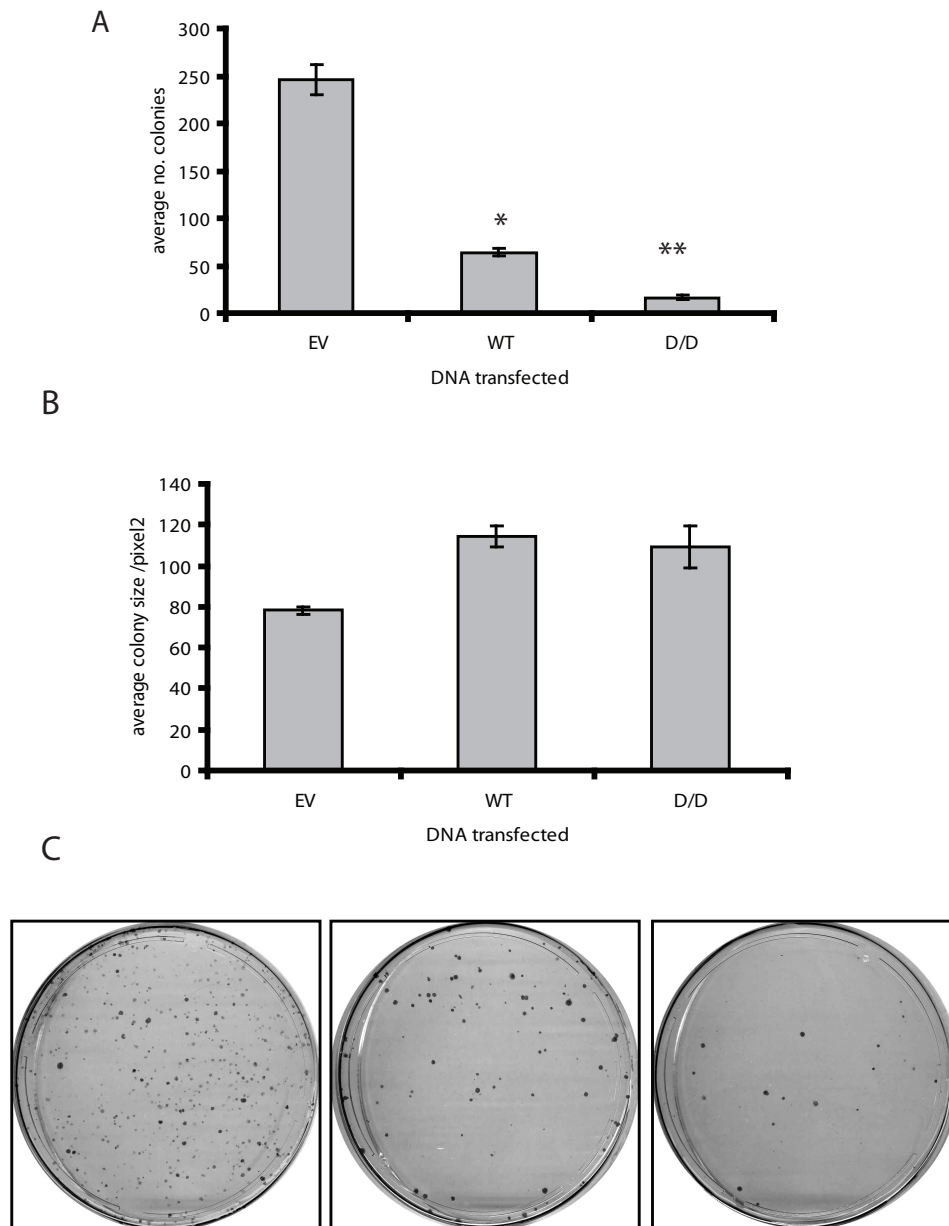 A
300
250
200
150
100
50
0
average no. colonies
*
**
EV WT D/D
DNA transfected
B
140
120
100
80
60
40
20
0
average colony size /pixel2
EV WT D/D
DNA transfected
C